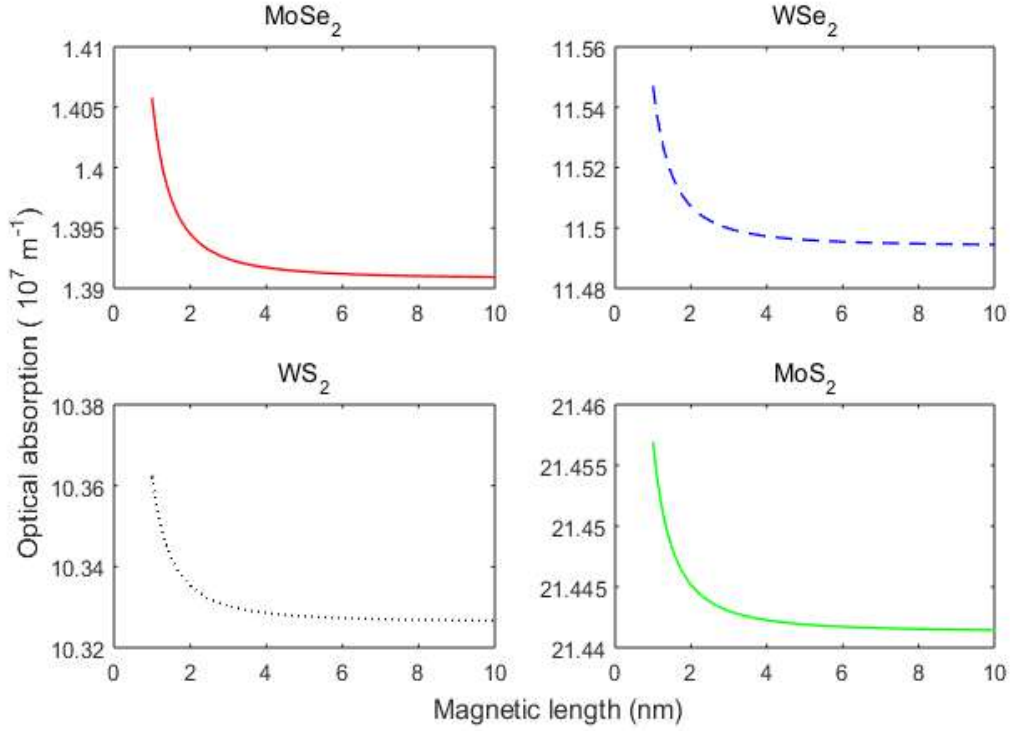 MoSe2
1.41
1.405
1.4
1.395
1.39
0 2 4 6 8 10
WSe2
11.56
11.54
11.52
11.5
11.48
0 2 4 6 8 10
Optical absorption ( 10^7 m^-1)
WS2
10.38
10.36
10.34
10.32
0 2 4 6 8 10
MoS2
21.46
21.455
21.45
21.445
21.44
0 2 4 6 8 10
Magnetic length (nm)